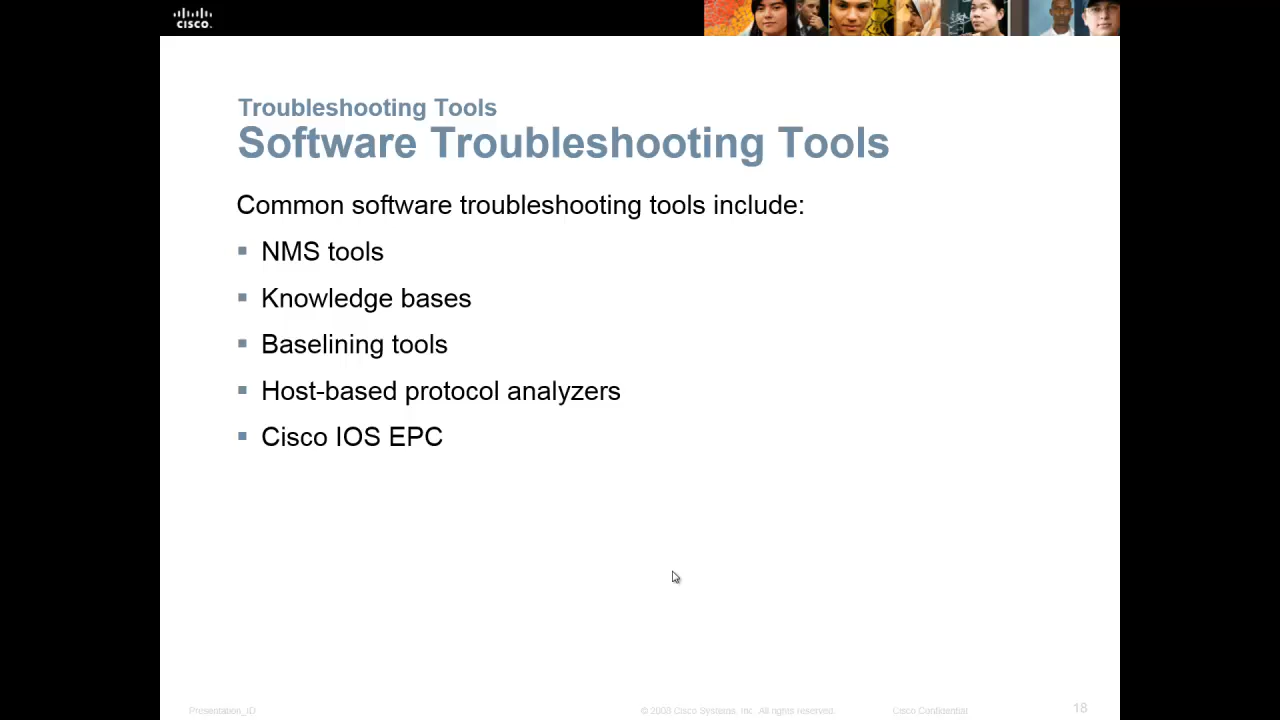 CISCO.
Troubleshooting Tools
Software Troubleshooting Tools
Common software troubleshooting tools include:
NMS tools
Knowledge bases
Baselining tools
Host-based protocol analyzers
Cisco IOS EPC
Presentation_ID
© 2008 Cisco Systems, Inc. All rights reserved.
Cisco Confidential
18